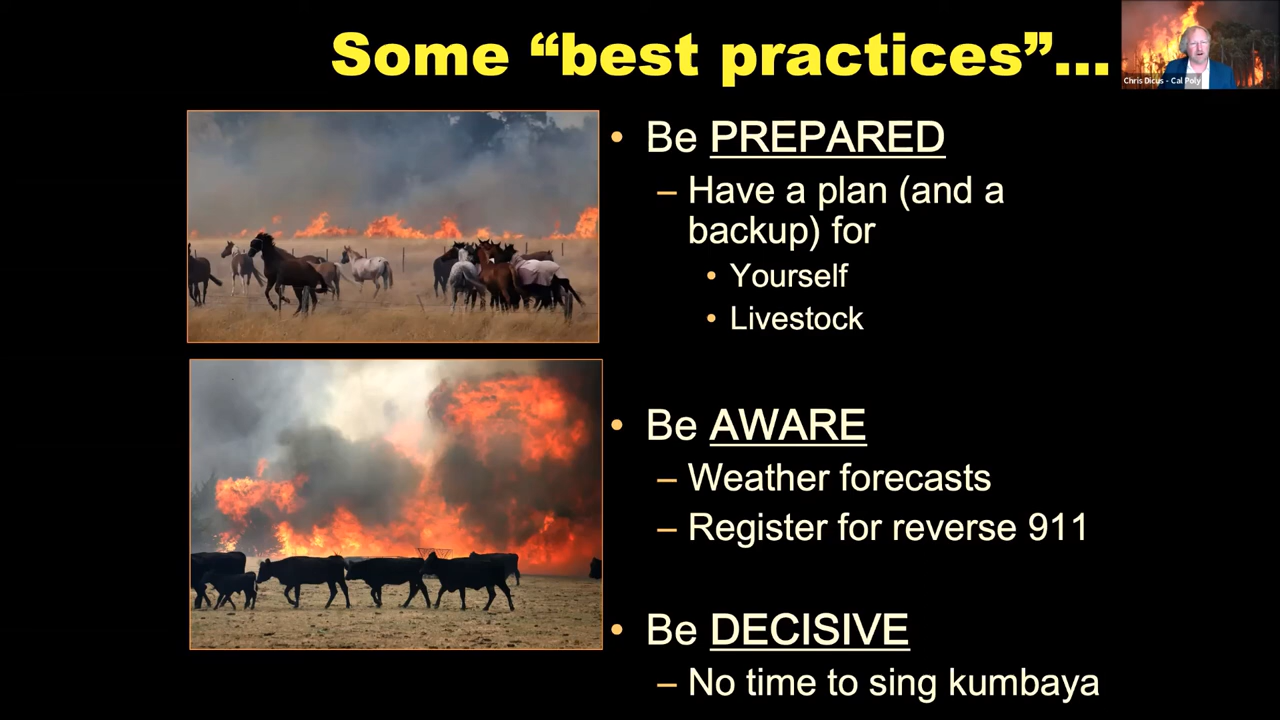 Some “best practices”...
Chris Dicus - Cal Poly
• Be PREPARED
– Have a plan (and a
backup) for
• Yourself
• Livestock
• Be AWARE
– Weather forecasts
– Register for reverse 911
• Be DECISIVE
– No time to sing kumbaya